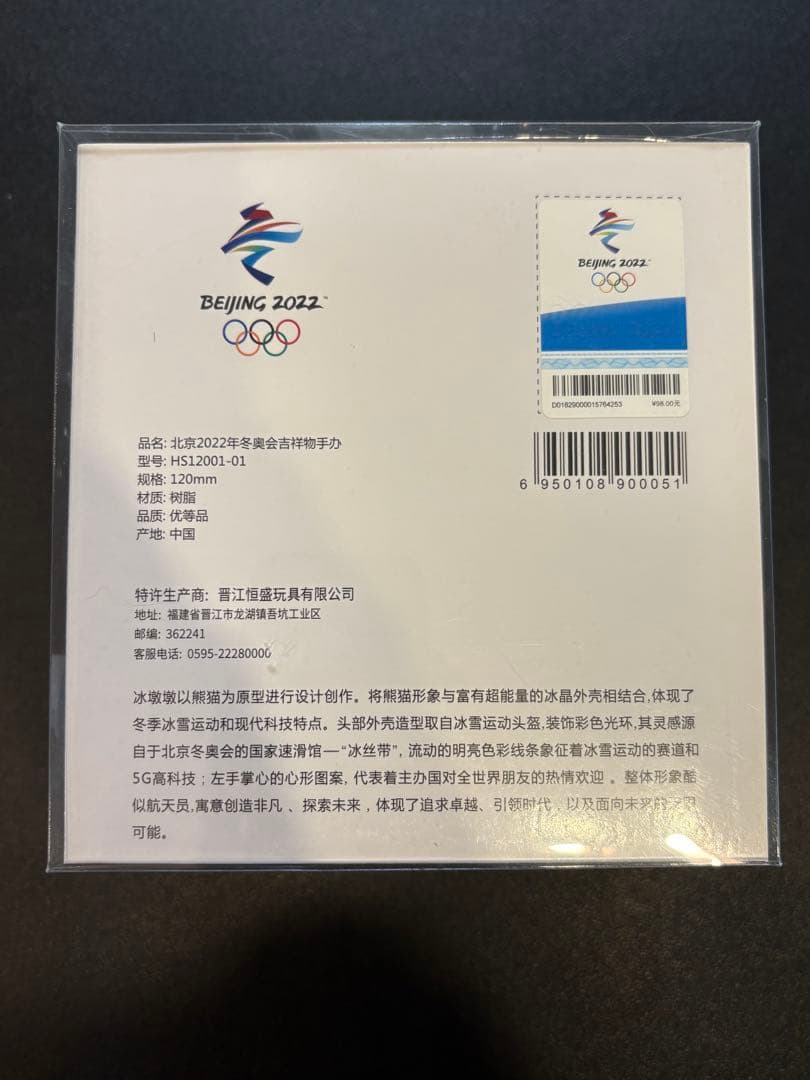 BEIJING 2022™
BEIJING 2022™
D01829000015764253 ¥98.00元
6 950108 900051
品名: 北京2022年冬奥会吉祥物手办
型号: HS12001-01
规格: 120mm
材质: 树脂
品质: 优等品
产地: 中国
特许生产商: 晋江恒盛玩具有限公司
地址: 福建省晋江市龙湖镇吾坑工业区
邮编: 362241
客服电话: 0595-22280000
冰墩墩以熊猫为原型进行设计创作。将熊猫形象与富有超能量的冰晶外壳相结合,体现了
冬季冰雪运动和现代科技特点。头部外壳造型取自冰雪运动头盔,装饰彩色光环,其灵感源
自于北京冬奥会的国家速滑馆—“冰丝带”, 流动的明亮色彩线条象征着冰雪运动的赛道和
5G高科技；左手掌心的心形图案, 代表着主办国对全世界朋友的热情欢迎 。整体形象酷
似航天员,寓意创造非凡 、探索未来 , 体现了追求卓越、引领时代 、以及面向未来的无限
可能。